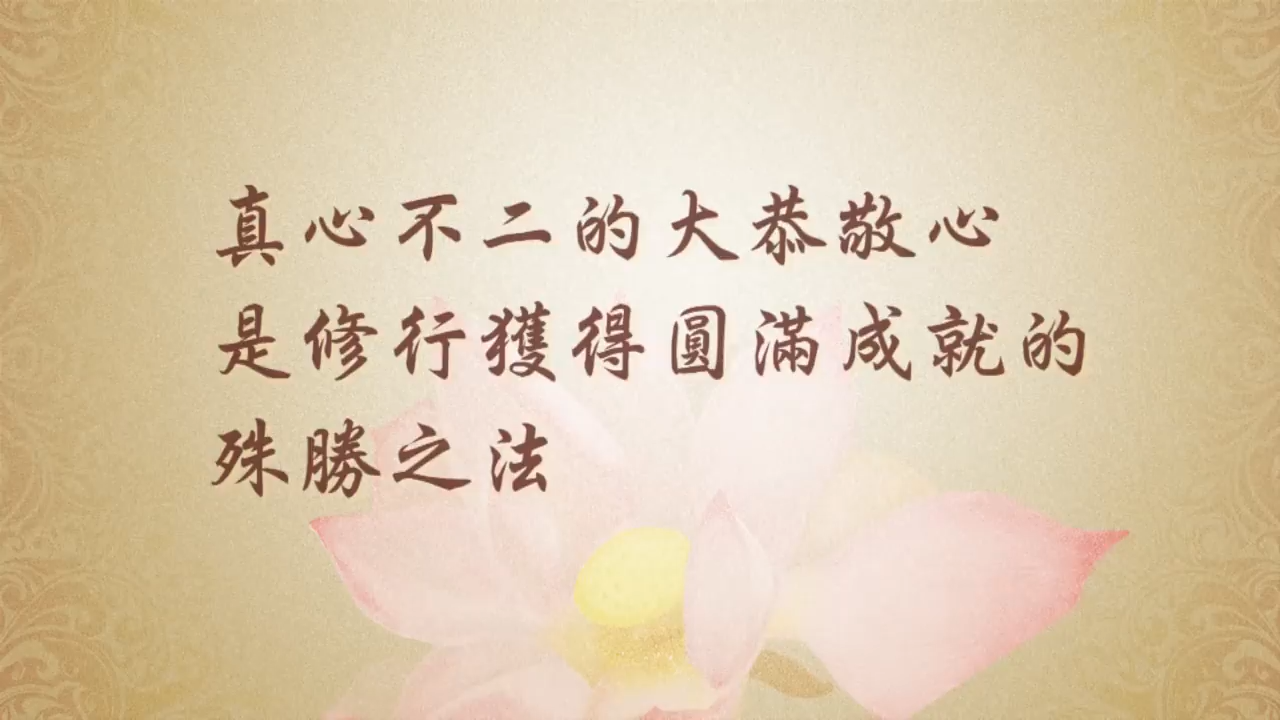 真心不二的大恭敬心
是修行獲得圓滿成就的
殊勝之法